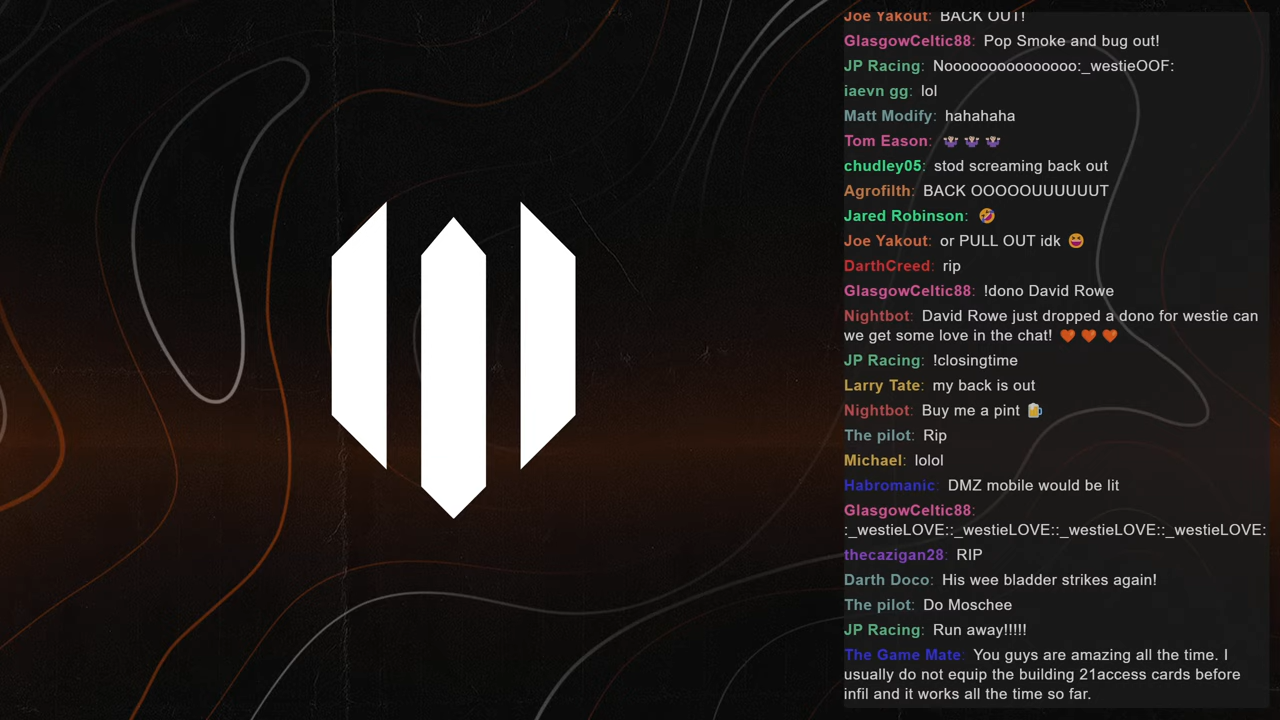 Joe Yakout: BACK OUT!
GlasgowCeltic88: Pop Smoke and bug out!
JP Racing: Nooooooooooooooo:_westieOOF:
iaevn gg: lol
Matt Modify: hahahaha
Tom Eason: 🤷🏼‍♀️ 🤷🏼‍♀️ 🤷🏼‍♀️
chudley05: stod screaming back out
Agrofilth: BACK OOOOOUUUUUUT
Jared Robinson: 🤣
Joe Yakout: or PULL OUT idk 😆
DarthCreed: rip
GlasgowCeltic88: !dono David Rowe
Nightbot: David Rowe just dropped a dono for westie can
we get some love in the chat! 🧡 🧡 🧡
JP Racing: !closingtime
Larry Tate: my back is out
Nightbot: Buy me a pint 🍺
The pilot: Rip
Michael: lolol
Habromanic: DMZ mobile would be lit
GlasgowCeltic88:
:_westieLOVE::_westieLOVE::_westieLOVE::_westieLOVE:
thecazigan28: RIP
Darth Doco: His wee bladder strikes again!
The pilot: Do Moschee
JP Racing: Run away!!!!!
The Game Mate: You guys are amazing all the time. I
usually do not equip the building 21access cards before
infil and it works all the time so far.